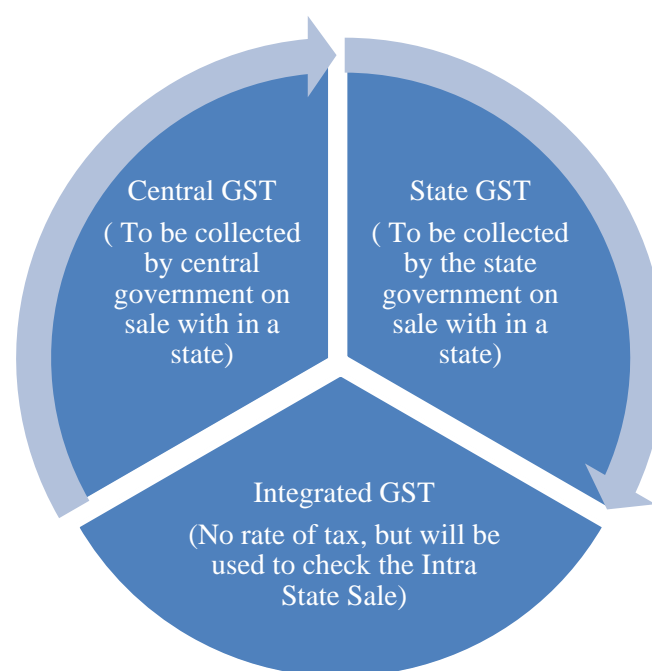 Central GST
( To be collected
by central
government on
sale with in a
state)
State GST
( To be collected
by the state
government on
sale with in a
state)
Integrated GST
(No rate of tax, but will be
used to check the Intra
State Sale)